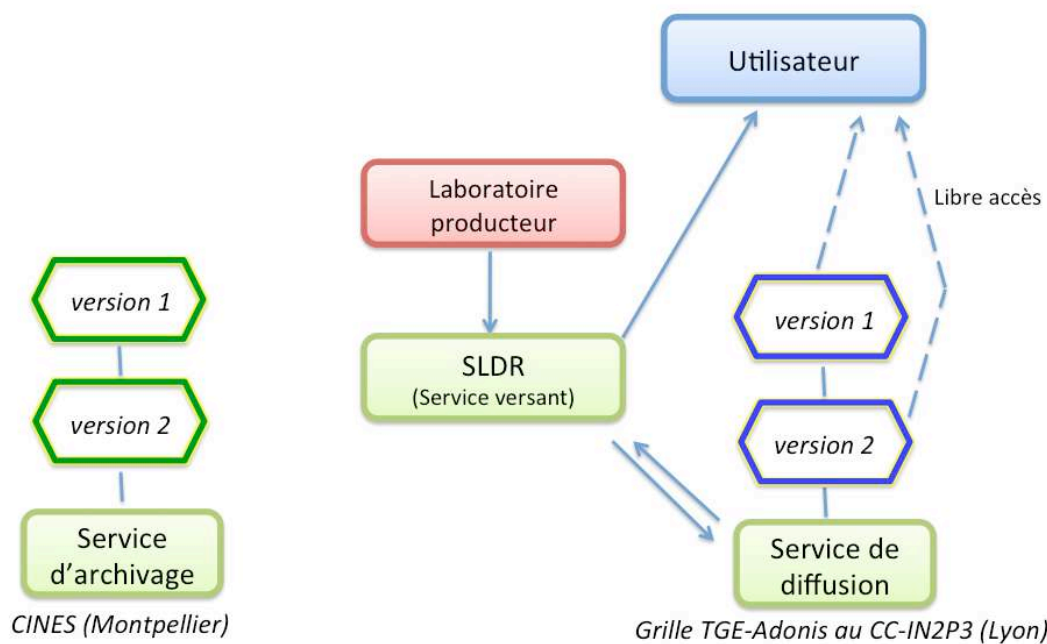 Utilisateur
Laboratoire
producteur
Libre accès
version 1
version 1
SLDR
(Service versant)
version 2
version 2
Service
d'archivage
Service de
diffusion
CINES (Montpellier)
Grille TGE-Adonis au CC-IN2P3 (Lyon)